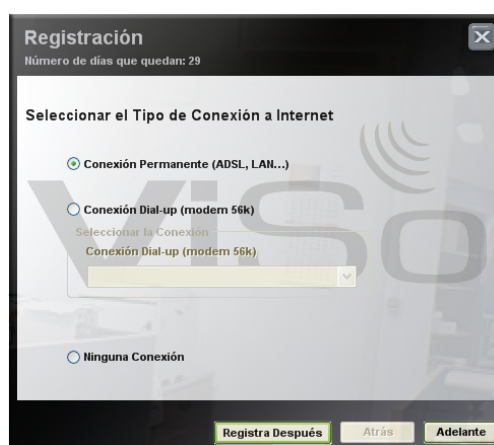 Registración
Número de días que quedan: 29
Seleccionar el Tipo de Conexión a Internet
Conexión Permanente (ADSL, LAN...)
Conexión Dial-up (modem 56k)
Seleccionar la Conexión
Conexión Dial-up (modem 56k)
Ninguna Conexión
ViSo
Registra Después
Atrás
Adelante